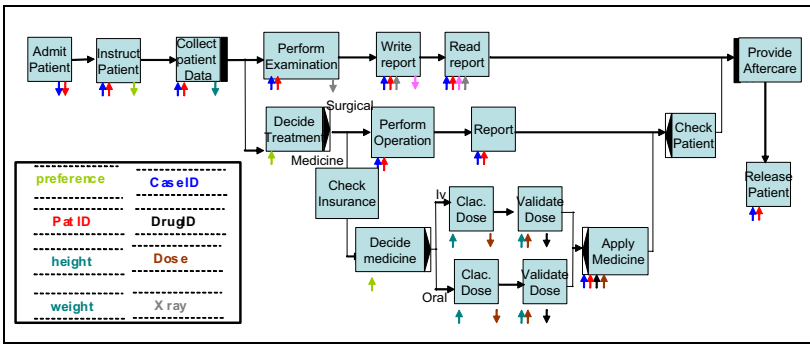 Admit
Patient
Instruct
Patient
Collect
patient
Data
Perform
Examination
Write
report
Read
report
Provide
Aftercare
Surgical
Decide
Treatment
Medicine
Perform
Operation
Report
Check
Patient
Check
Insurance
Release
Patient
Iv
Clac.
Dose
Validate
Dose
Decide
medicine
Apply
Medicine
Oral
Clac.
Dose
Validate
Dose
preference
CaseID
PatID
DrugID
height
Dose
weight
X ray